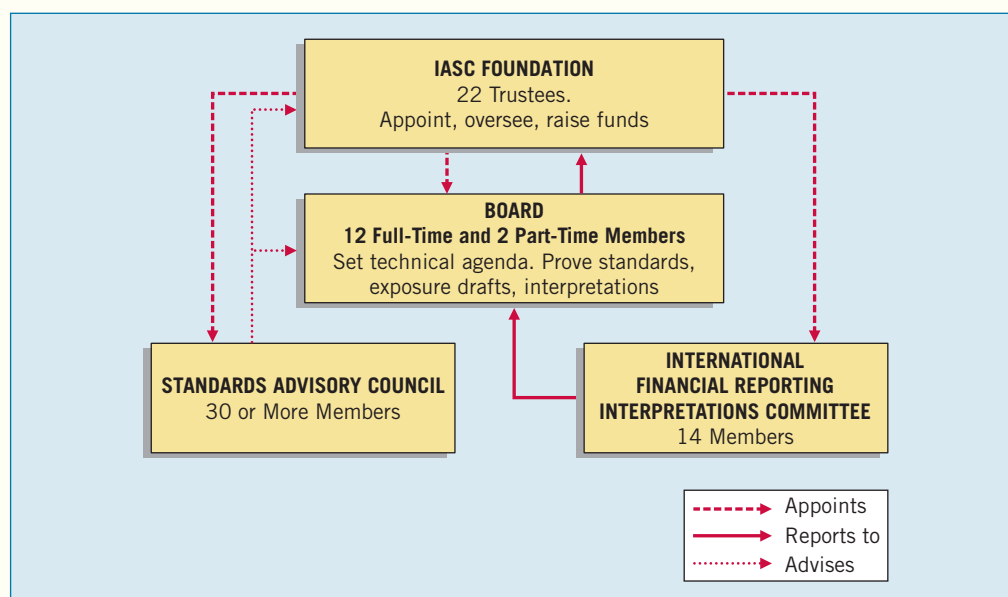 IASC FOUNDATION
22 Trustees.
Appoint, oversee, raise funds
BOARD
12 Full-Time and 2 Part-Time Members
Set technical agenda. Prove standards,
exposure drafts, interpretations
STANDARDS ADVISORY COUNCIL
30 or More Members
INTERNATIONAL
FINANCIAL REPORTING
INTERPRETATIONS COMMITTEE
14 Members
Appoints
Reports to
Advises